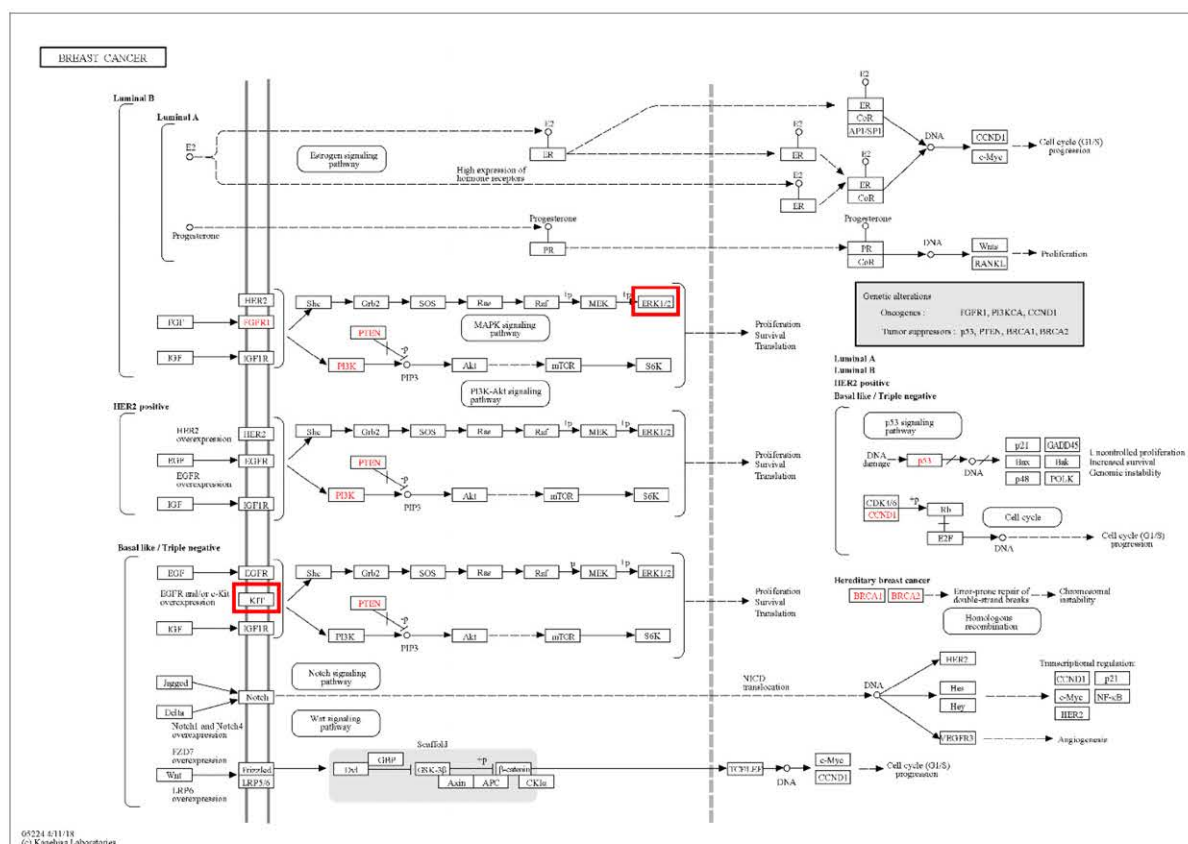 BREAST CANCER
Luminal B
Luminal A
E2
Estrogen signaling
pathway
E2
ER
High expression of
hormone receptors
E2
ER
E2
ER
E2
ER
CoR
AP1/SP1
E2
ER
CoR
DNA
CCND1
c-Myc
Cell cycle (G1/S)
progression
Progesterone
Progesterone
PR
Progesterone
PR
CoR
DNA
Wnts
RANKL
Proliferation
HER2
FGF
FGFR1
IGF
IGF1R
Shc
Grb2
SOS
Ras
Raf
+p
MEK
+p
ERK1/2
MAPK signaling
pathway
PTEN
-p
PI3K
PIP3
Akt
mTOR
S6K
PI3K-Akt signaling
pathway
Proliferation
Survival
Translation
Genetic alterations
Oncogenes : FGFR1, PI3KCA, CCND1
Tumor suppressors : p53, PTEN, BRCA1, BRCA2
HER2 positive
HER2
overexpression
HER2
EGF
EGFR
EGFR
overexpression
IGF
IGF1R
Shc
Grb2
SOS
Ras
Raf
+p
MEK
+p
ERK1/2
PTEN
-p
PI3K
PIP3
Akt
mTOR
S6K
Proliferation
Survival
Translation
Luminal A
Luminal B
HER2 positive
Basal like / Triple negative
p53 signaling
pathway
DNA
damage
p53
DNA
p21
GADD45
Bax
Bak
p48
POLK
Uncontrolled proliferation
Increased survival
Genomic instability
CDK4/6
CCND1
+p
Rb
E2F
Cell cycle
DNA
Cell cycle (G1/S)
progression
Basal like / Triple negative
EGF
EGFR
EGFR and/or c-Kit
overexpression
KIT
IGF
IGF1R
Shc
Grb2
SOS
Ras
Raf
p
MEK
+p
ERK1/2
PTEN
-p
PI3K
PIP3
Akt
mTOR
S6K
Proliferation
Survival
Translation
Hereditary breast cancer
BRCA1
BRCA2
Error-prone repair of
double-strand breaks
Chromosomal
instability
Homologous
recombination
Jagged
Delta
Notch
Notch1 and Notch4
overexpression
Notch signaling
pathway
NICD
translocation
DNA
HER2
Hes
Hey
VEGFR3
Transcriptional regulation:
CCND1
p21
c-Myc
NF-κB
HER2
Angiogenesis
Wnt signaling
pathway
FZD7
overexpression
Wnt
Frizzled
LRP5/6
LRP6
overexpression
Scaffold
Dvl
GBP
GSK-3β
+p
β-catenin
Axin
APC
CKIα
TCF/LEF
DNA
c-Myc
CCND1
Cell cycle (G1/S)
progression
05224 4/11/18
(c) Kanehisa Laboratories